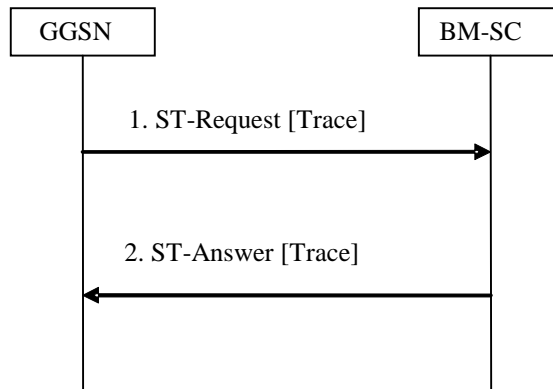 GGSN
BM-SC
1. ST-Request [Trace]
2. ST-Answer [Trace]